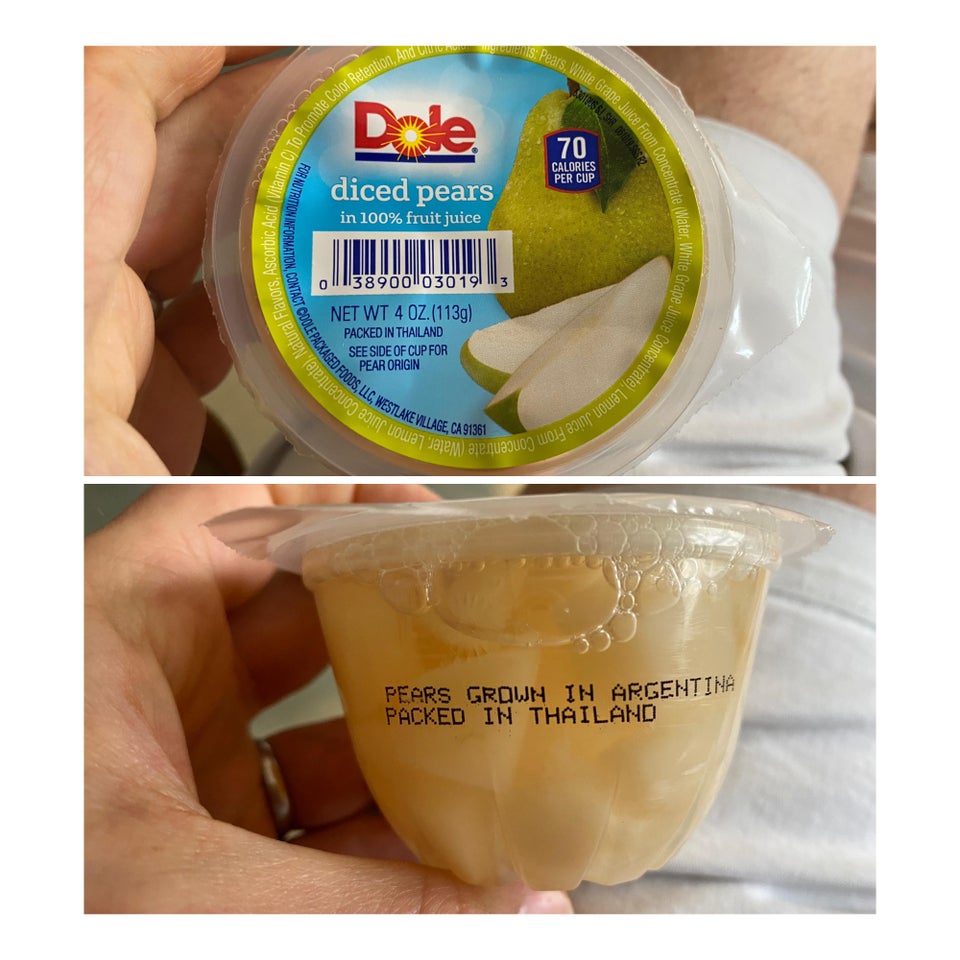 Dole®
diced pears
in 100% fruit juice
70
CALORIES
PER CUP
0 38900 03019 3
NET WT 4 OZ. (113g)
PACKED IN THAILAND
SEE SIDE OF CUP FOR
PEAR ORIGIN
FOR NUTRITION INFORMATION, CONTACT ©DOLE PACKAGED FOODS, LLC, WESTLAKE VILLAGE, CA 91361
Ingredients: Pears, White Grape Juice From Concentrate (Water, White Grape Juice Concentrate), Lemon Juice From Concentrate (Water, Lemon Juice Concentrate), Natural Flavors, Ascorbic Acid (Vitamin C) To Promote Color Retention, And Citric Acid.
PEARS GROWN IN ARGENTINA
PACKED IN THAILAND